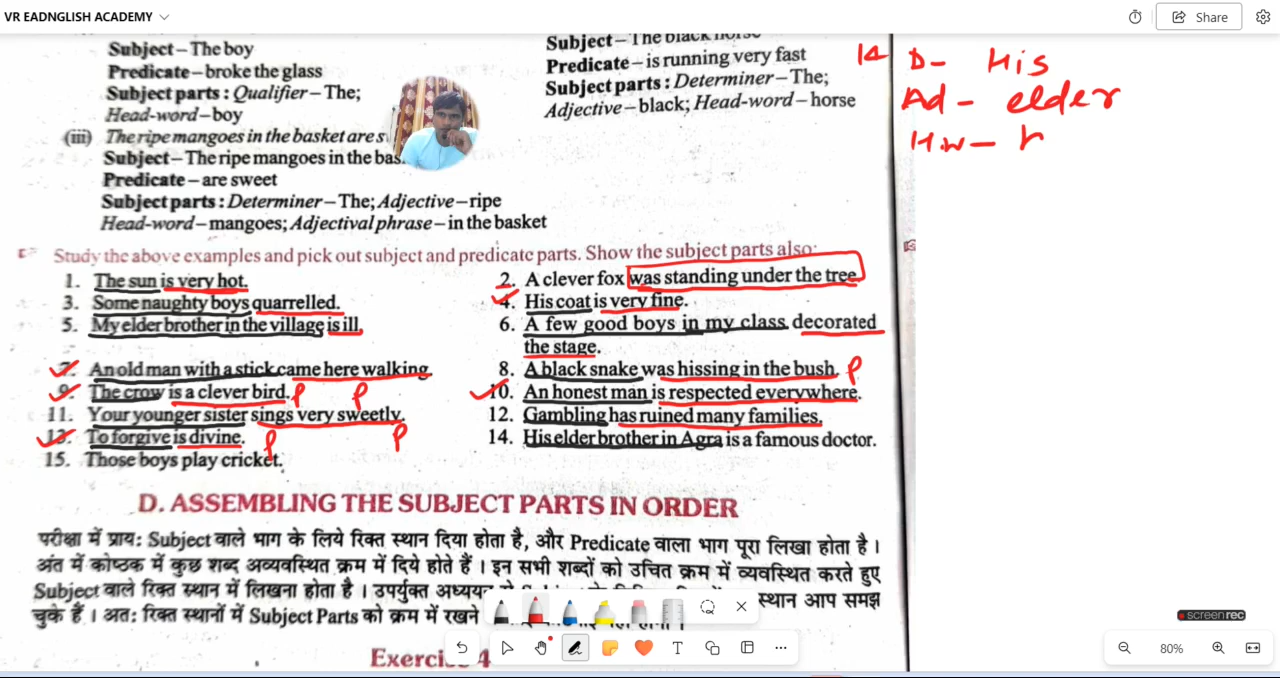 VR EADNGLISH ACADEMY
Share
Subject – The boy
Predicate – broke the glass
Subject parts : Qualifier – The;
Head-word – boy
(iii) The ripe mangoes in the basket are s
Subject – The ripe mangoes in the bas
Predicate – are sweet
Subject parts : Determiner – The; Adjective – ripe
Head-word – mangoes; Adjectival phrase – in the basket
Subject – The black horse
Predicate – is running very fast
Subject parts : Determiner – The;
Adjective – black; Head-word – horse
14 D - His
Ad - elder
H.W -
Study the above examples and pick out subject and predicate parts. Show the subject parts also:
1. The sun is very hot.
2. A clever fox was standing under the tree
3. Some naughty boys quarrelled.
4. His coat is very fine.
5. My elder brother in the village is ill.
6. A few good boys in my class decorated
the stage.
7. An old man with a stick came here walking.
8. A black snake was hissing in the bush. P
9. The crow is a clever bird. P P
10. An honest man is respected everywhere.
11. Your younger sister sings very sweetly.
12. Gambling has ruined many families.
13. To forgive is divine. P P
14. His elder brother in Agra is a famous doctor.
15. Those boys play cricket.
D. ASSEMBLING THE SUBJECT PARTS IN ORDER
परीक्षा में प्राय: Subject वाले भाग के लिये रिक्त स्थान दिया होता है, और Predicate वाला भाग पूरा लिखा होता है।
अंत में कोष्ठक में कुछ शब्द अव्यवस्थित क्रम में दिये होते हैं। इन सभी शब्दों को उचित क्रम में व्यवस्थित करते हुए
Subject वाले रिक्त स्थान में लिखना होता है। उपर्युक्त अध्ययन स्थान आप समझ
चुके हैं। अत: रिक्त स्थानों में Subject Parts को क्रम में रखने
Exerci 4
screenrec
80%